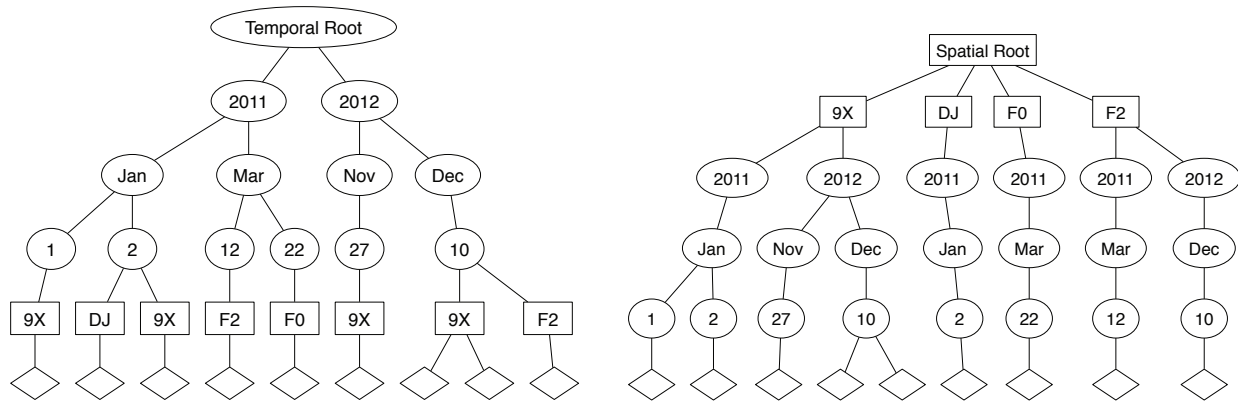 Temporal Root
2011 2012
Jan Mar Nov Dec
1 2 12 22 27 10
9X DJ 9X F2 F0 9X 9X F2
Spatial Root
9X DJ F0 F2
2011 2012 2011 2011 2011 2012
Jan Nov Dec Jan Mar Mar Dec
1 2 27 10 2 22 12 10